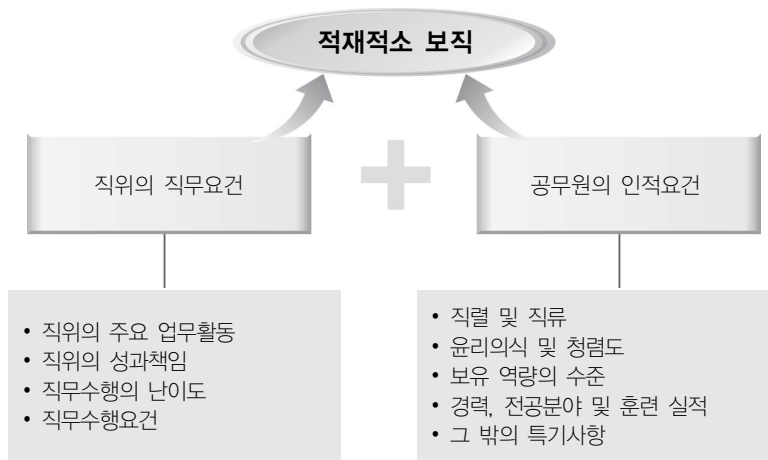 적재적소 보직
직위의 직무요건
공무원의 인적요건
• 직위의 주요 업무활동
• 직위의 성과책임
• 직무수행의 난이도
• 직무수행요건
• 직렬 및 직류
• 윤리의식 및 청렴도
• 보유 역량의 수준
• 경력, 전공분야 및 훈련 실적
• 그 밖의 특기사항